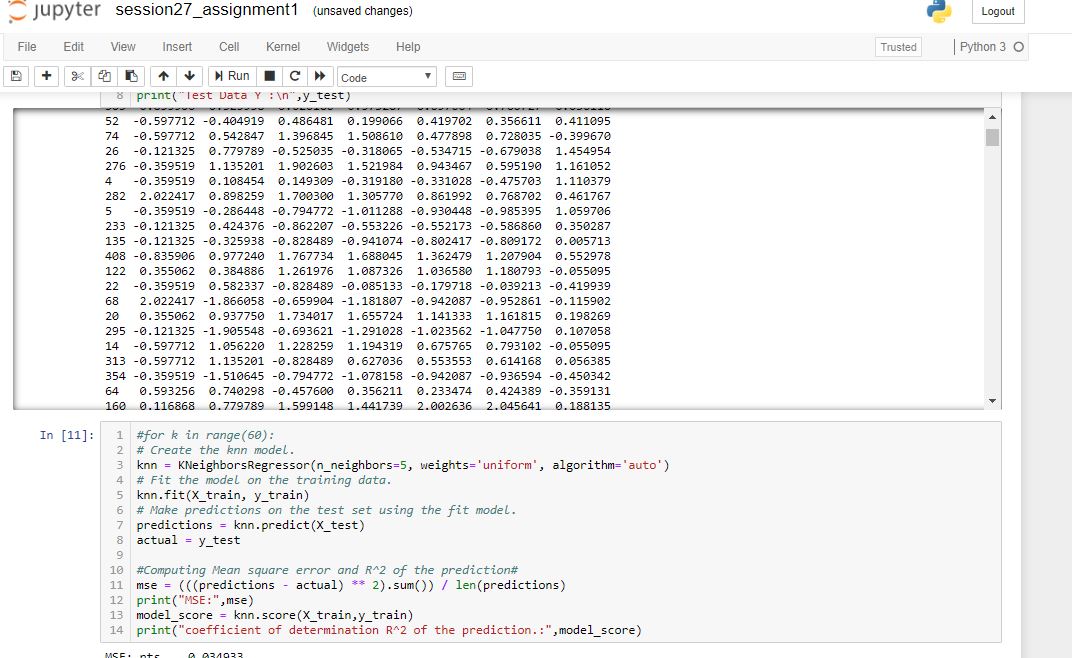 jupyter session27_assignment1 (unsaved changes)
Logout
File Edit View Insert Cell Kernel Widgets Help
Trusted Python 3
Run Code
8 print("Test Data Y :\n",y_test)
52 -0.597712 -0.404919 0.486481 0.199066 0.419702 0.356611 0.411095
74 -0.597712 0.542847 1.396845 1.508610 0.477898 0.728035 -0.399670
26 -0.121325 0.779789 -0.525035 -0.318065 -0.534715 -0.679038 1.454954
276 -0.359519 1.135201 1.902603 1.521984 0.943467 0.595190 1.161052
4 -0.359519 0.108454 0.149309 -0.319180 -0.331028 -0.475703 1.110379
282 2.022417 0.898259 1.700300 1.305770 0.861992 0.768702 0.461767
5 -0.359519 -0.286448 -0.794772 -1.011288 -0.930448 -0.985395 1.059706
233 -0.121325 0.424376 -0.862207 -0.553226 -0.552173 -0.586860 0.350287
135 -0.121325 -0.325938 -0.828489 -0.941074 -0.802417 -0.809172 0.005713
408 -0.835906 0.977240 1.767734 1.688045 1.362479 1.207904 0.552978
122 0.355062 0.384886 1.261976 1.087326 1.036580 1.180793 -0.055095
22 -0.359519 0.582337 -0.828489 -0.085133 -0.179718 -0.039213 -0.419939
68 2.022417 -1.866058 -0.659904 -1.181807 -0.942087 -0.952861 -0.115902
20 0.355062 0.937750 1.734017 1.655724 1.141333 1.161815 0.198269
295 -0.121325 -1.905548 -0.693621 -1.291028 -1.023562 -1.047750 0.107058
14 -0.597712 1.056220 1.228259 1.194319 0.675765 0.793102 -0.055095
313 -0.597712 1.135201 -0.828489 0.627036 0.553553 0.614168 0.056385
354 -0.359519 -1.510645 -0.794772 -1.078158 -0.942087 -0.936594 -0.450342
64 0.593256 0.740298 -0.457600 0.356211 0.233474 0.424389 -0.359131
160 0.116868 0.779789 1.599148 1.441739 2.002636 2.045641 0.188135
In [11]:
1 #for k in range(60):
2 # Create the knn model.
3 knn = KNeighborsRegressor(n_neighbors=5, weights='uniform', algorithm='auto')
4 # Fit the model on the training data.
5 knn.fit(X_train, y_train)
6 # Make predictions on the test set using the fit model.
7 predictions = knn.predict(X_test)
8 actual = y_test
9
10 #Computing Mean square error and R^2 of the prediction#
11 mse = (((predictions - actual) ** 2).sum()) / len(predictions)
12 print("MSE:",mse)
13 model_score = knn.score(X_train,y_train)
14 print("coefficient of determination R^2 of the prediction.:",model_score)
MSE: pts 0.034933